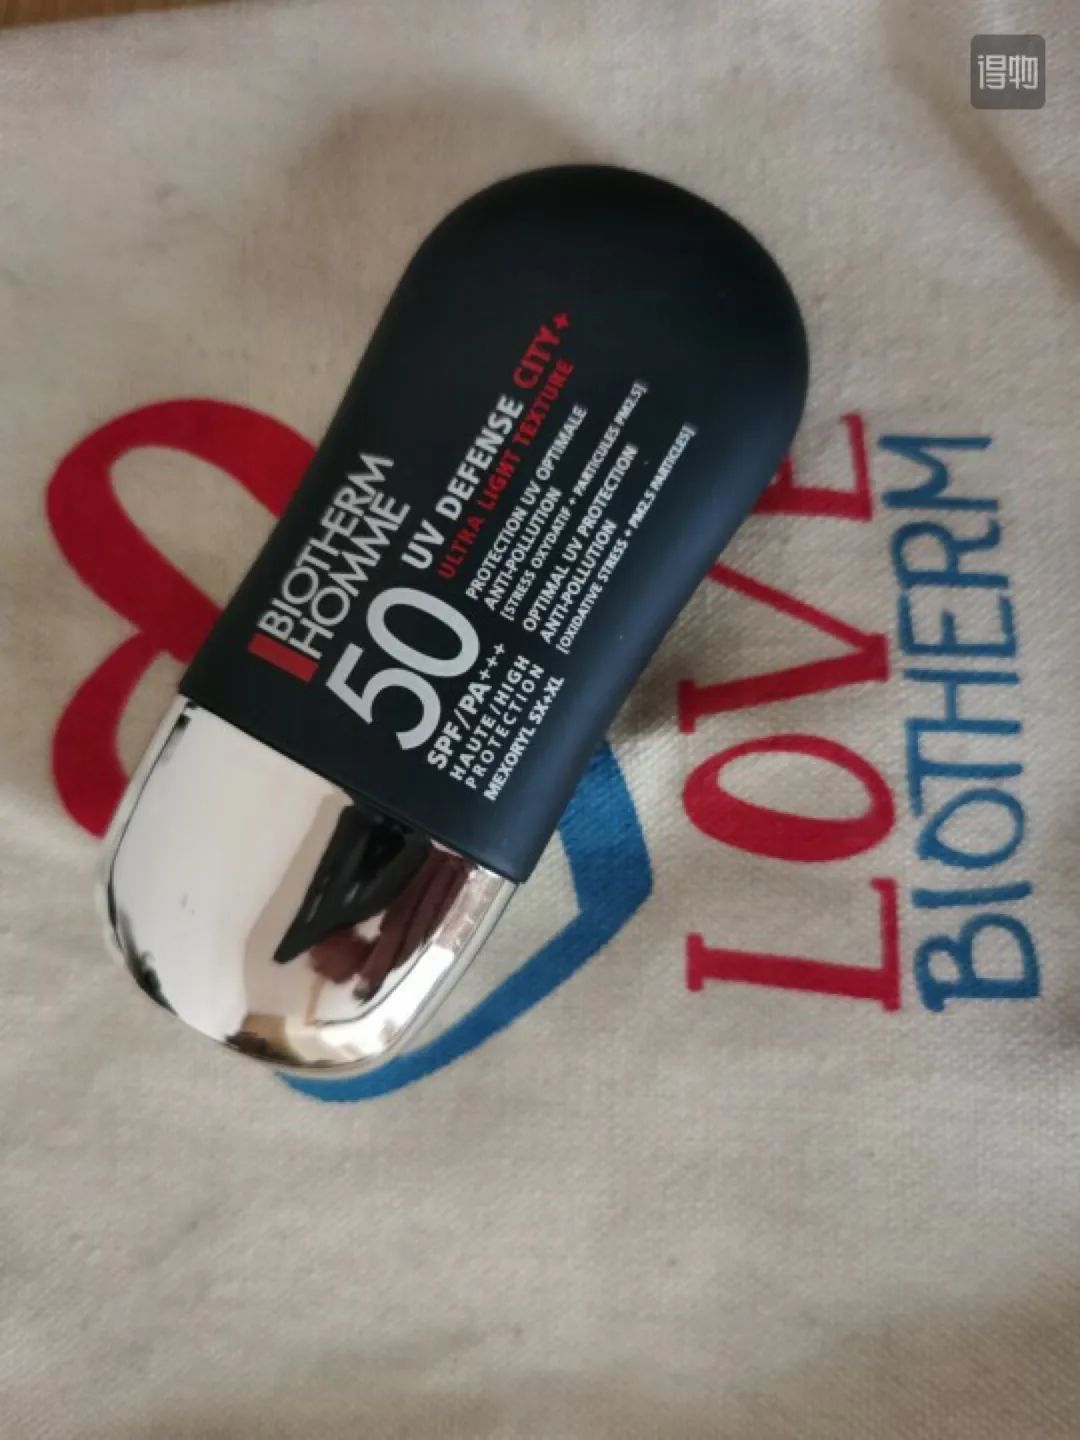 得物
BIOTHERM
HOMME
50
UV DEFENSE CITY+
ULTRA LIGHT TEXTURE
PROTECTION UV OPTIMALE
ANTI-POLLUTION
[STRESS OXYDATIF + PARTICULES PM2.5]
OPTIMAL UV PROTECTION
ANTI-POLLUTION
[OXIDATIVE STRESS + PM2.5 PARTICLES]
SPF/PA+++
HAUTE/HIGH
PROTECTION
MEXORYL SX+XL
LOVE
BIOTHERM